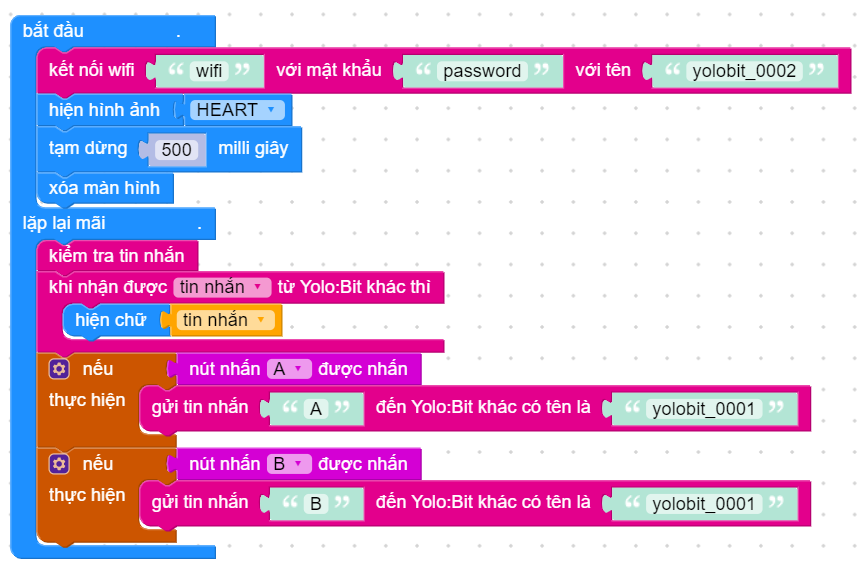 bắt đầu .
kết nối wifi “ wifi ” với mật khẩu “ password ” với tên “ yolobit_0002 ”
hiện hình ảnh HEART
tạm dừng 500 milli giây
xóa màn hình
lặp lại mãi .
kiểm tra tin nhắn
khi nhận được tin nhắn từ Yolo:Bit khác thì
hiện chữ tin nhắn
nếu nút nhấn A được nhấn
thực hiện gửi tin nhắn “ A ” đến Yolo:Bit khác có tên là “ yolobit_0001 ”
nếu nút nhấn B được nhấn
thực hiện gửi tin nhắn “ B ” đến Yolo:Bit khác có tên là “ yolobit_0001 ”